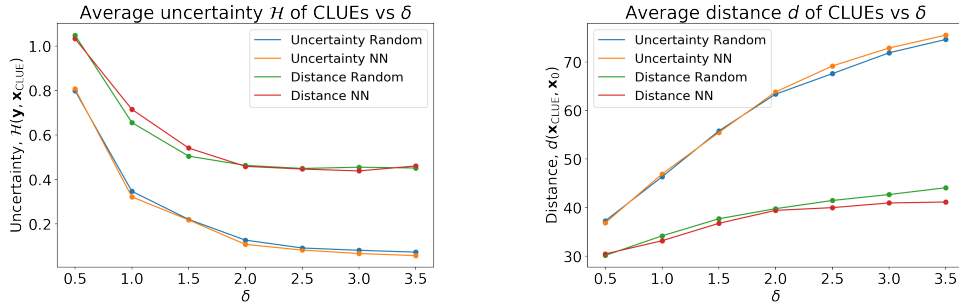 Average uncertainty ℋ of CLUEs vs δ
Uncertainty, ℋ(y, x_CLUE)
1.0
0.8
0.6
0.4
0.2
Uncertainty Random
Uncertainty NN
Distance Random
Distance NN
0.5 1.0 1.5 2.0 2.5 3.0 3.5
δ
Average distance d of CLUEs vs δ
Distance, d(x_CLUE, x_0)
70
60
50
40
30
Uncertainty Random
Uncertainty NN
Distance Random
Distance NN
0.5 1.0 1.5 2.0 2.5 3.0 3.5
δ